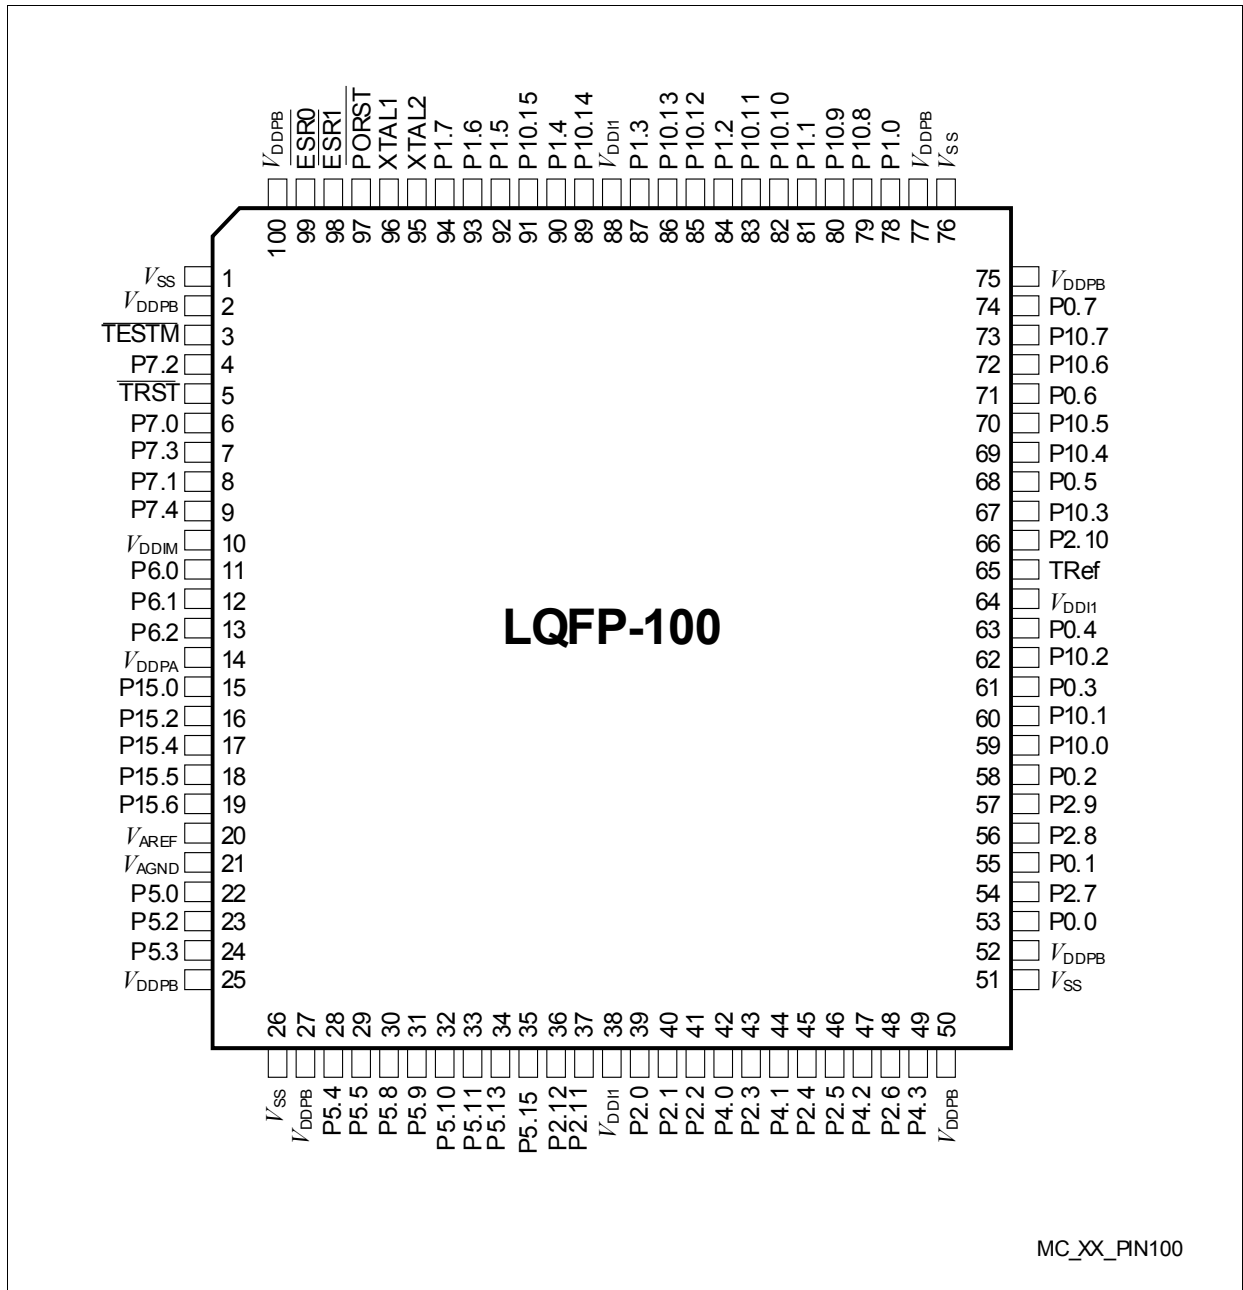 VDDPB
ESR0
ESR1
PORST
XTAL1
XTAL2
P1.7
P1.6
P1.5
P10.15
P1.4
P10.14
VDDI1
P1.3
P10.13
P10.12
P1.2
P10.11
P10.10
P1.1
P10.9
P10.8
P1.0
VDDPB
VSS
100
99
98
97
96
95
94
93
92
91
90
89
88
87
86
85
84
83
82
81
80
79
78
77
76
VSS 1
VDDPB 2
TESTM 3
P7.2 4
TRST 5
P7.0 6
P7.3 7
P7.1 8
P7.4 9
VDDIM 10
P6.0 11
P6.1 12
P6.2 13
VDDPA 14
P15.0 15
P15.2 16
P15.4 17
P15.5 18
P15.6 19
VAREF 20
VAGND 21
P5.0 22
P5.2 23
P5.3 24
VDDPB 25
LQFP-100
75 VDDPB
74 P0.7
73 P10.7
72 P10.6
71 P0.6
70 P10.5
69 P10.4
68 P0.5
67 P10.3
66 P2.10
65 TRef
64 VDDI1
63 P0.4
62 P10.2
61 P0.3
60 P10.1
59 P10.0
58 P0.2
57 P2.9
56 P2.8
55 P0.1
54 P2.7
53 P0.0
52 VDDPB
51 VSS
26
27
28
29
30
31
32
33
34
35
36
37
38
39
40
41
42
43
44
45
46
47
48
49
50
VSS
VDDPB
P5.4
P5.5
P5.8
P5.9
P5.10
P5.11
P5.13
P5.15
P2.12
P2.11
VDDI1
P2.0
P2.1
P2.2
P4.0
P2.3
P4.1
P2.4
P2.5
P4.2
P2.6
P4.3
VDDPB
MC_XX_PIN100